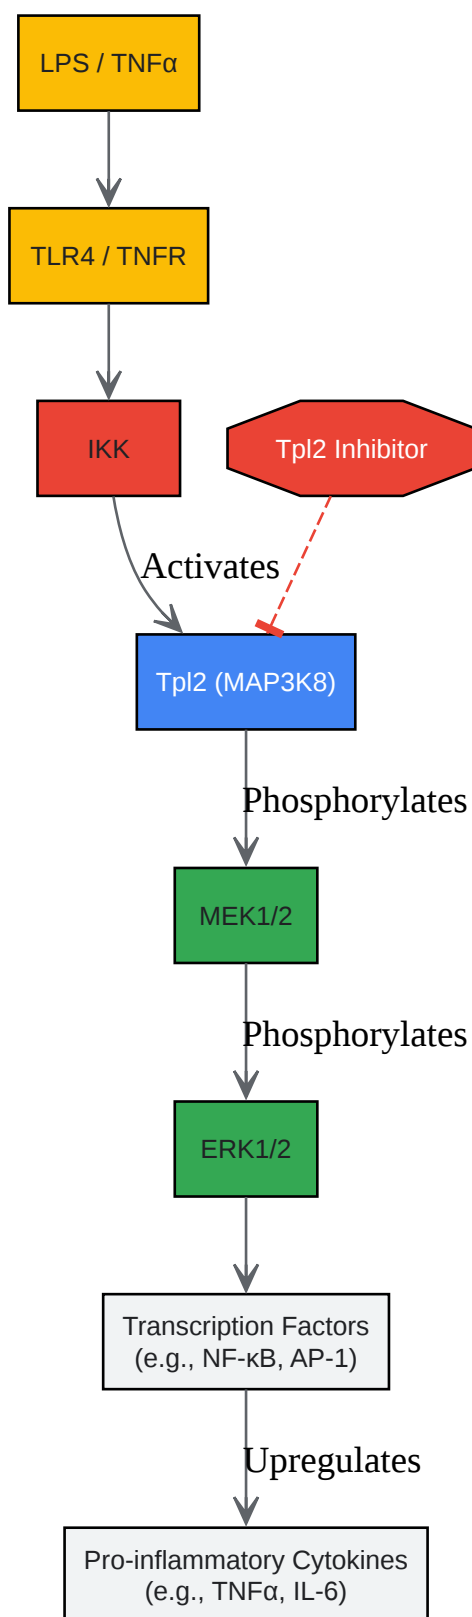 LPS / TNFα
TLR4 / TNFR
IKK
Tpl2 Inhibitor
Activates
Tpl2 (MAP3K8)
Phosphorylates
MEK1/2
Phosphorylates
ERK1/2
Transcription Factors
(e.g., NF-κB, AP-1)
Upregulates
Pro-inflammatory Cytokines
(e.g., TNFα, IL-6)